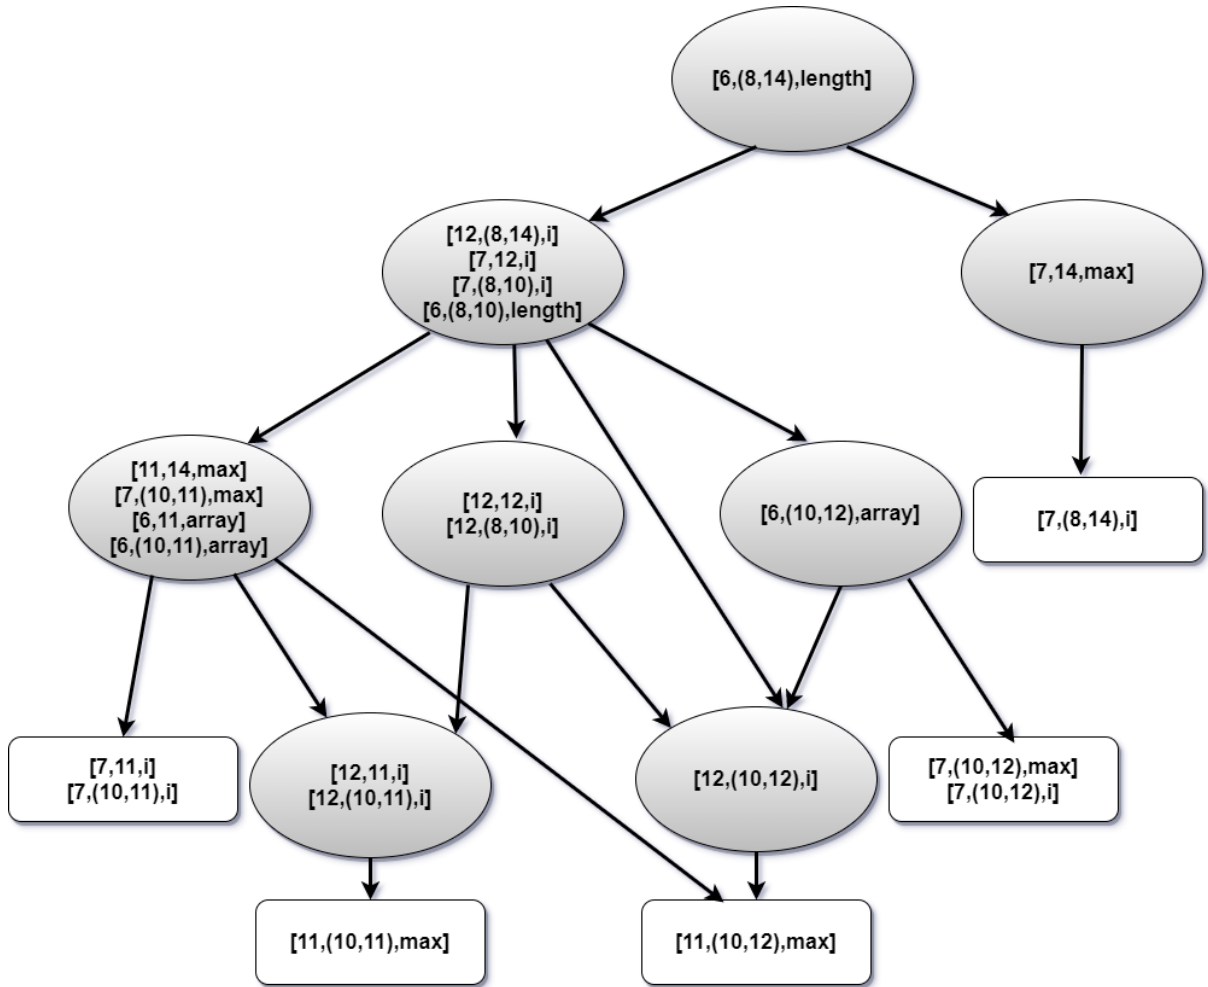 [6,(8,14),length]
[12,(8,14),i]
[7,12,i]
[7,(8,10),i]
[6,(8,10),length]
[7,14,max]
[11,14,max]
[7,(10,11),max]
[6,11,array]
[6,(10,11),array]
[12,12,i]
[12,(8,10),i]
[6,(10,12),array]
[7,(8,14),i]
[7,11,i]
[7,(10,11),i]
[12,11,i]
[12,(10,11),i]
[12,(10,12),i]
[7,(10,12),max]
[7,(10,12),i]
[11,(10,11),max]
[11,(10,12),max]